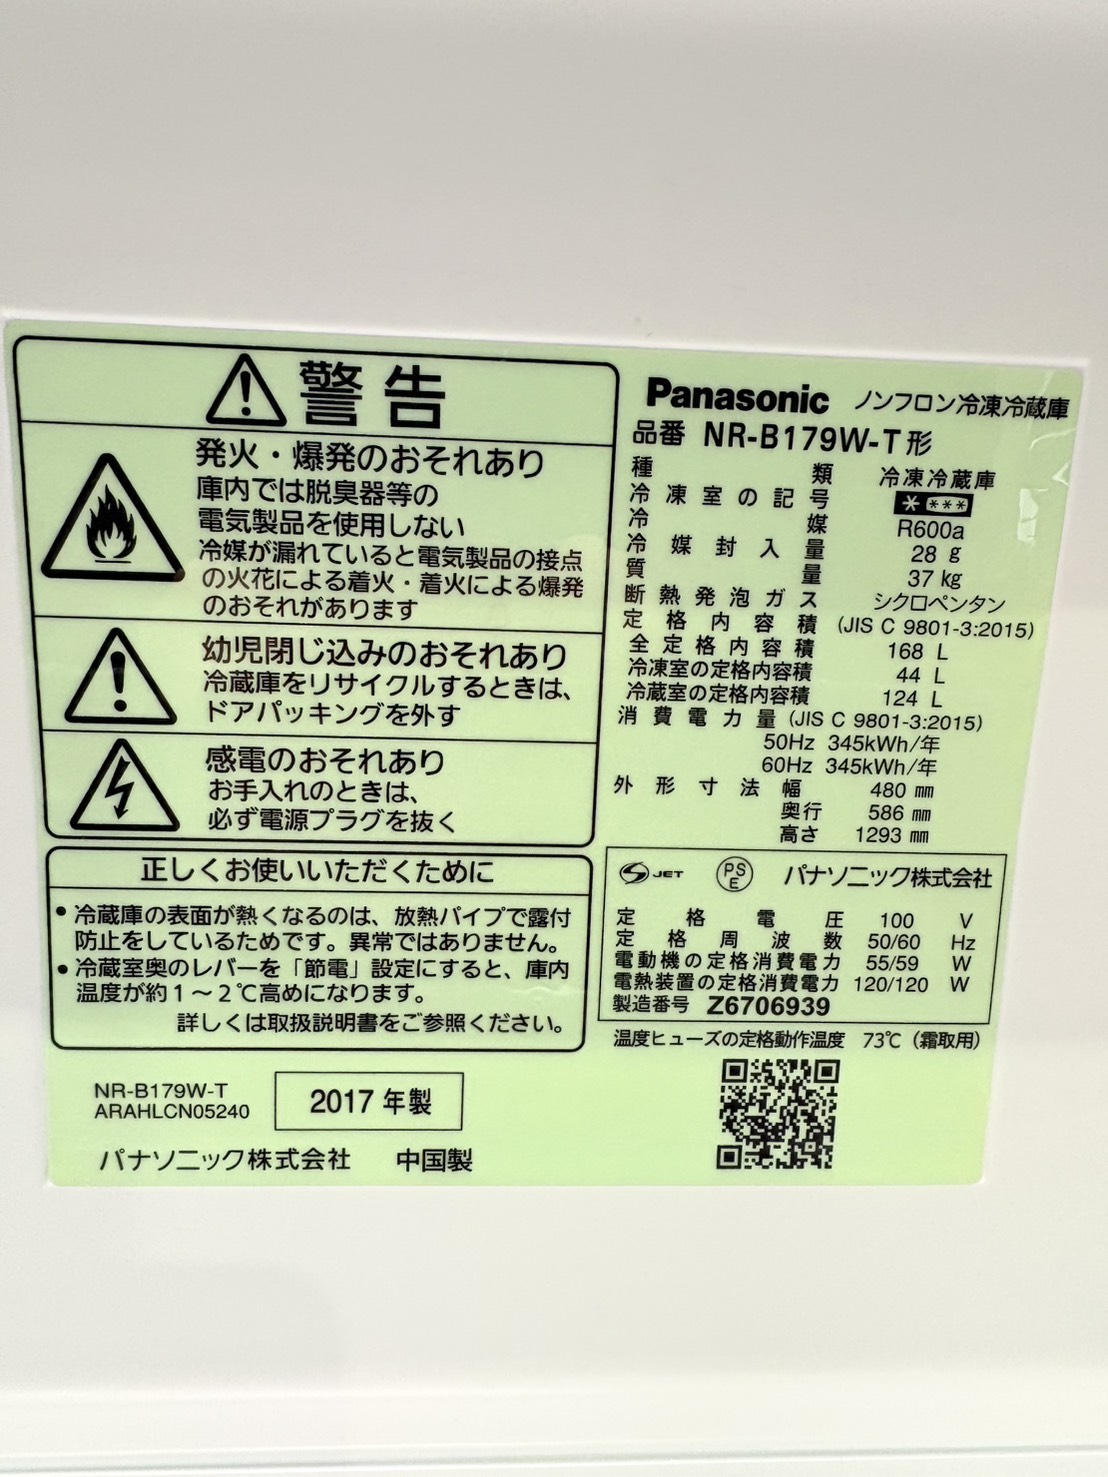 警告
発火・爆発のおそれあり
庫内では脱臭器等の
電気製品を使用しない
冷媒が漏れていると電気製品の接点
の火花による着火・着火による爆発
のおそれがあります
幼児閉じ込みのおそれあり
冷蔵庫をリサイクルするときは、
ドアパッキングを外す
感電のおそれあり
お手入れのときは、
必ず電源プラグを抜く
正しくお使いいただくために
・冷蔵庫の表面が熱くなるのは、放熱パイプで露付
防止をしているためです。異常ではありません。
・冷蔵室奥のレバーを「節電」設定にすると、庫内
温度が約1～2℃高めになります。
詳しくは取扱説明書をご参照ください。
NR-B179W-T
ARAHLCN05240
2017 年製
パナソニック株式会社 中国製
Panasonic ノンフロン冷凍冷蔵庫
品番 NR-B179W-T形
種類 冷凍冷蔵庫
冷凍室の記号 * ***
冷媒 R600a
冷媒封入量 28 g
質量 37 kg
断熱発泡ガス シクロペンタン
定格内容積 (JIS C 9801-3:2015)
全定格内容積 168 L
冷凍室の定格内容積 44 L
冷蔵室の定格内容積 124 L
消費電力量 (JIS C 9801-3:2015)
50Hz 345kWh/年
60Hz 345kWh/年
外形寸法 幅 480 mm
奥行 586 mm
高さ 1293 mm
JET PSE パナソニック株式会社
定格電圧 100 V
定格周波数 50/60 Hz
電動機の定格消費電力 55/59 W
電熱装置の定格消費電力 120/120 W
製造番号 Z6706939
温度ヒューズの定格動作温度 73℃（霜取用）